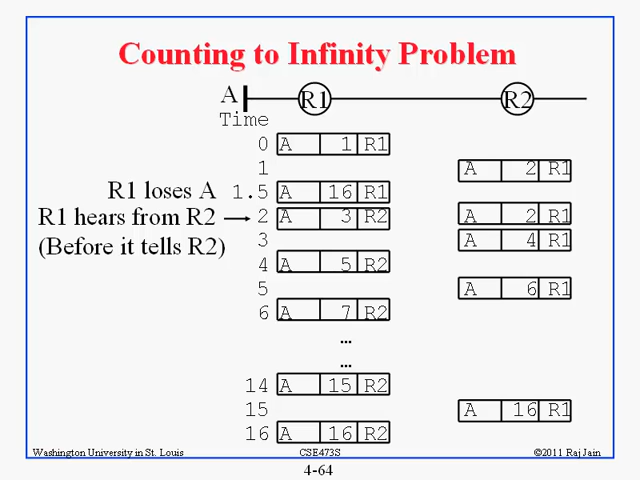 Counting to Infinity Problem
A R1 R2
Time
0 A 1 R1
1 A 2 R1
R1 loses A 1.5 A 16 R1
R1 hears from R2 2 A 3 R2 A 2 R1
(Before it tells R2) 3 A 4 R1
4 A 5 R2
5 A 6 R1
6 A 7 R2
...
...
14 A 15 R2
15 A 16 R1
16 A 16 R2
Washington University in St. Louis CSE473S ©2011 Raj Jain
4-64